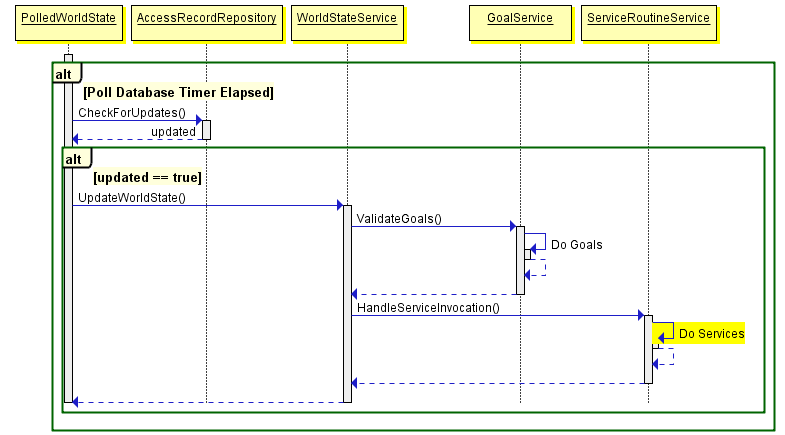 PolledWorldState
AccessRecordRepository
WorldStateService
GoalService
ServiceRoutineService
alt
[Poll Database Timer Elapsed]
CheckForUpdates()
updated
alt
[updated == true]
UpdateWorldState()
ValidateGoals()
Do Goals
HandleServiceInvocation()
Do Services